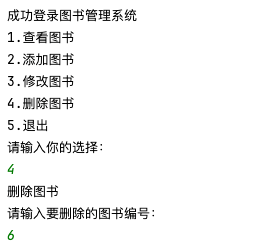 成功登录图书管理系统
1.查看图书
2.添加图书
3.修改图书
4.删除图书
5.退出
请输入你的选择:
4
删除图书
请输入要删除的图书编号:
6